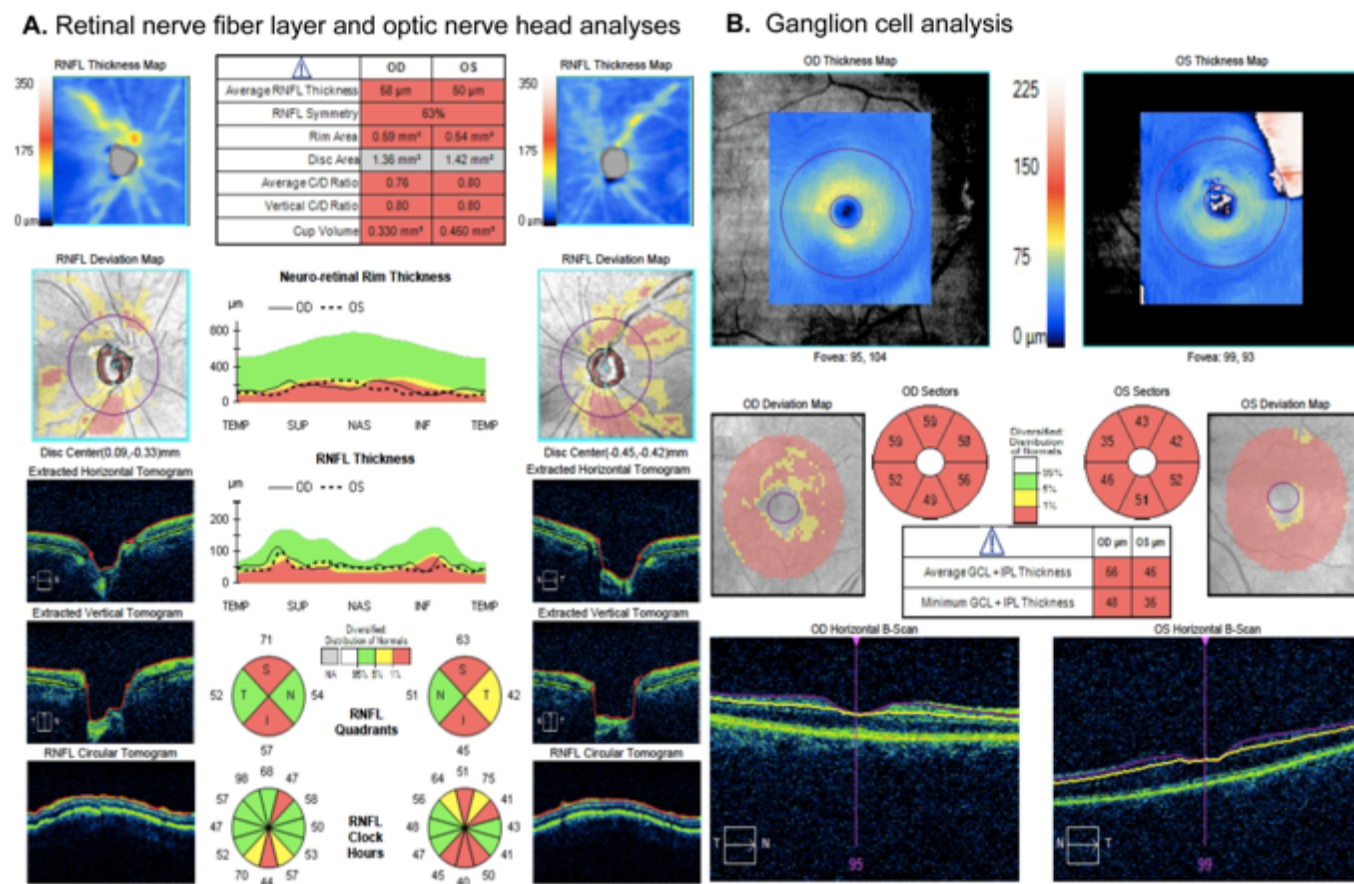 A. Retinal nerve fiber layer and optic nerve head analyses
RNFL Thickness Map
350
175
0 µm
OD OS
Average RNFL Thickness 58 µm 50 µm
RNFL Symmetry 63%
Rim Area 0.59 mm² 0.54 mm²
Disc Area 1.36 mm² 1.42 mm²
Average C/D Ratio 0.76 0.80
Vertical C/D Ratio 0.80 0.80
Cup Volume 0.330 mm³ 0.460 mm³
RNFL Thickness Map
350
175
0 µm
RNFL Deviation Map
Disc Center(0.09,-0.33)mm
Neuro-retinal Rim Thickness
µm
OD OS
800
400
0
TEMP SUP NAS INF TEMP
RNFL Deviation Map
Disc Center(-0.45,-0.42)mm
Extracted Horizontal Tomogram
T N
RNFL Thickness
µm
OD OS
200
100
0
TEMP SUP NAS INF TEMP
Extracted Horizontal Tomogram
Extracted Vertical Tomogram
Diversified:
Distribution of Normals
NA 95% 5% 1%
71
52 S T N I 54
57
RNFL
Quadrants
63
51 S N T I 42
45
Extracted Vertical Tomogram
RNFL Circular Tomogram
98 68 47
57 58
47 50
52 53
70 44 57
RNFL
Clock
Hours
64 51 75
56 41
48 43
47 41
45 40 50
RNFL Circular Tomogram
B. Ganglion cell analysis
OD Thickness Map
Fovea: 95, 104
225
150
75
0 µm
OS Thickness Map
Fovea: 99, 93
OD Deviation Map
OD Sectors
59
59 58
52 56
49
Diversified:
Distribution
of Normals
95%
5%
1%
OS Sectors
43
35 42
46 52
51
OS Deviation Map
OD µm OS µm
Average GCL + IPL Thickness 56 45
Minimum GCL + IPL Thickness 48 35
OD Horizontal B-Scan
T N
95
OS Horizontal B-Scan
N T
99